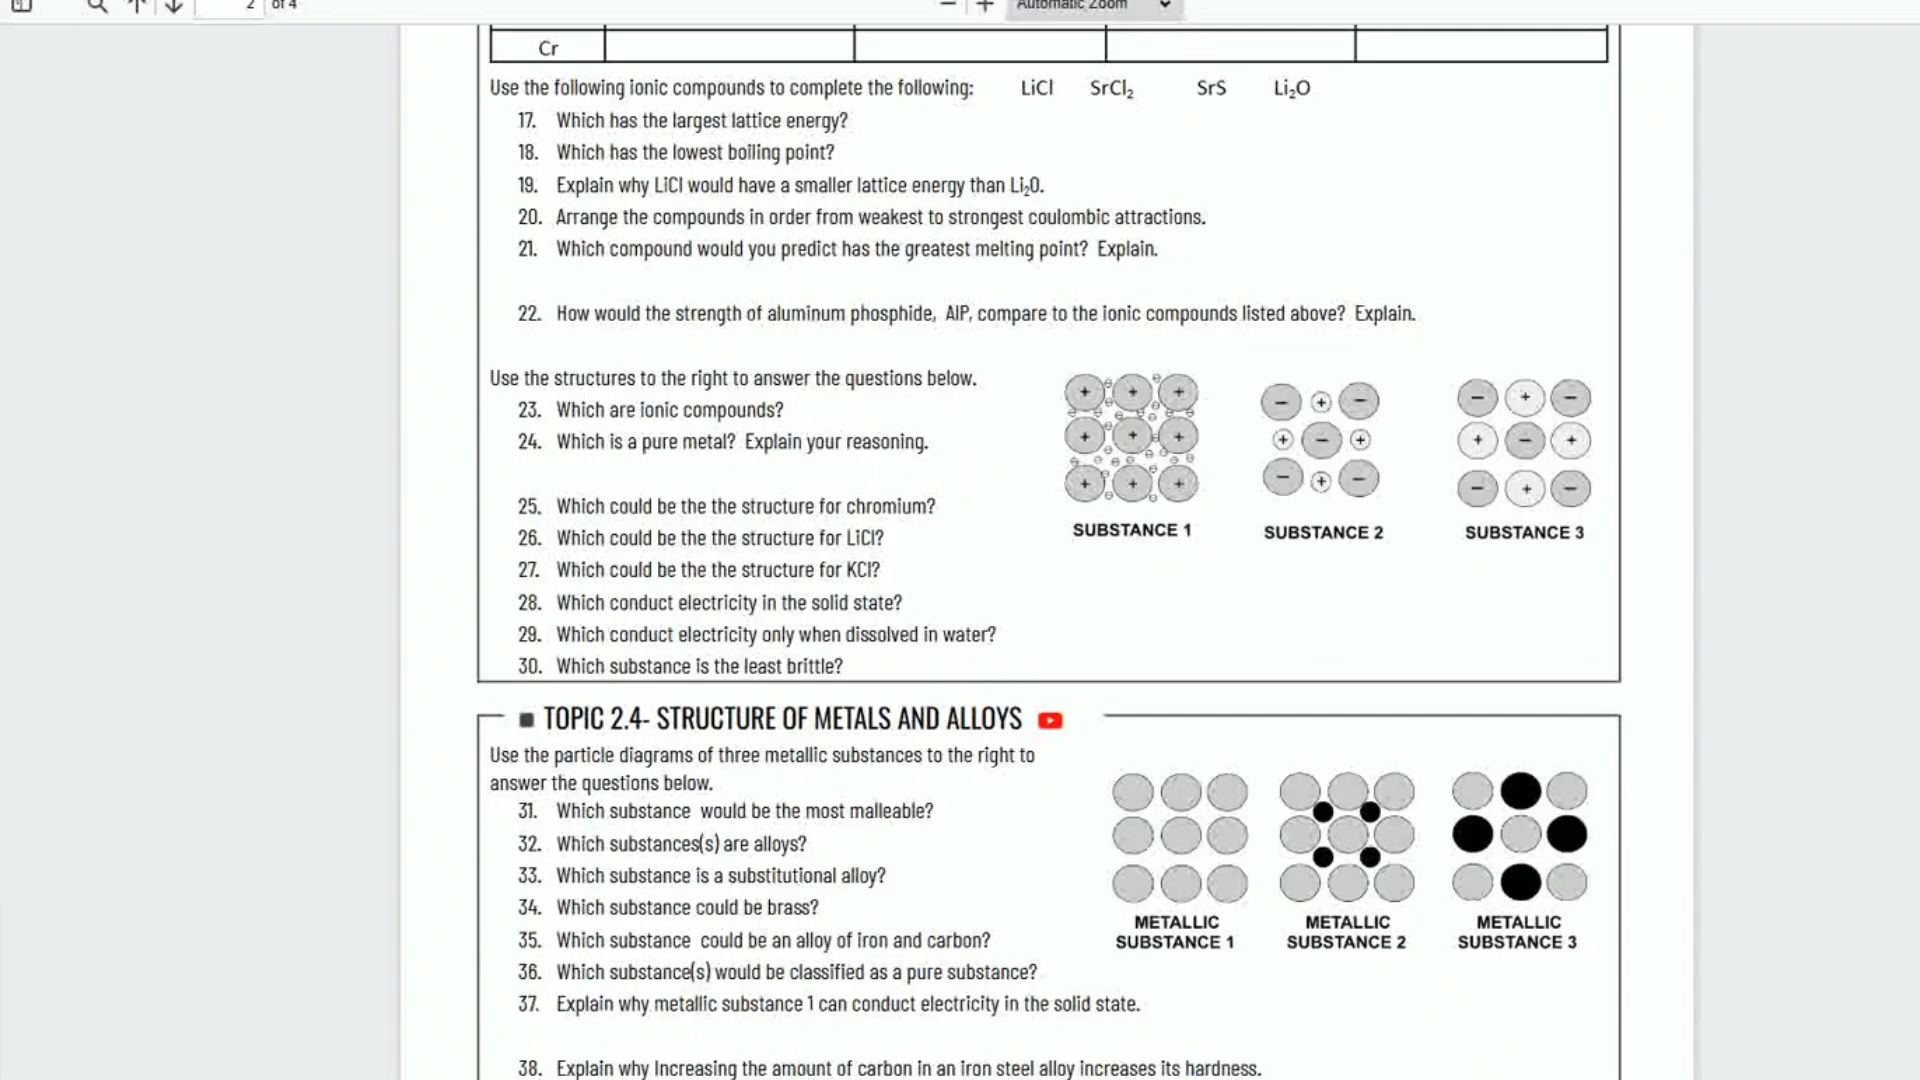 2 of 4
Automatic Zoom
Cr
Use the following ionic compounds to complete the following: LiCl SrCl₂ SrS Li₂O
17. Which has the largest lattice energy?
18. Which has the lowest boiling point?
19. Explain why LiCl would have a smaller lattice energy than Li₂O.
20. Arrange the compounds in order from weakest to strongest coulombic attractions.
21. Which compound would you predict has the greatest melting point? Explain.
22. How would the strength of aluminum phosphide, AlP, compare to the ionic compounds listed above? Explain.
Use the structures to the right to answer the questions below.
23. Which are ionic compounds?
24. Which is a pure metal? Explain your reasoning.
25. Which could be the the structure for chromium?
26. Which could be the the structure for LiCl?
27. Which could be the the structure for KCl?
28. Which conduct electricity in the solid state?
29. Which conduct electricity only when dissolved in water?
30. Which substance is the least brittle?
SUBSTANCE 1
SUBSTANCE 2
SUBSTANCE 3
TOPIC 2.4- STRUCTURE OF METALS AND ALLOYS
Use the particle diagrams of three metallic substances to the right to
answer the questions below.
31. Which substance would be the most malleable?
32. Which substances(s) are alloys?
33. Which substance is a substitutional alloy?
34. Which substance could be brass?
35. Which substance could be an alloy of iron and carbon?
36. Which substance(s) would be classified as a pure substance?
37. Explain why metallic substance 1 can conduct electricity in the solid state.
38. Explain why Increasing the amount of carbon in an iron steel alloy increases its hardness.
METALLIC
SUBSTANCE 1
METALLIC
SUBSTANCE 2
METALLIC
SUBSTANCE 3